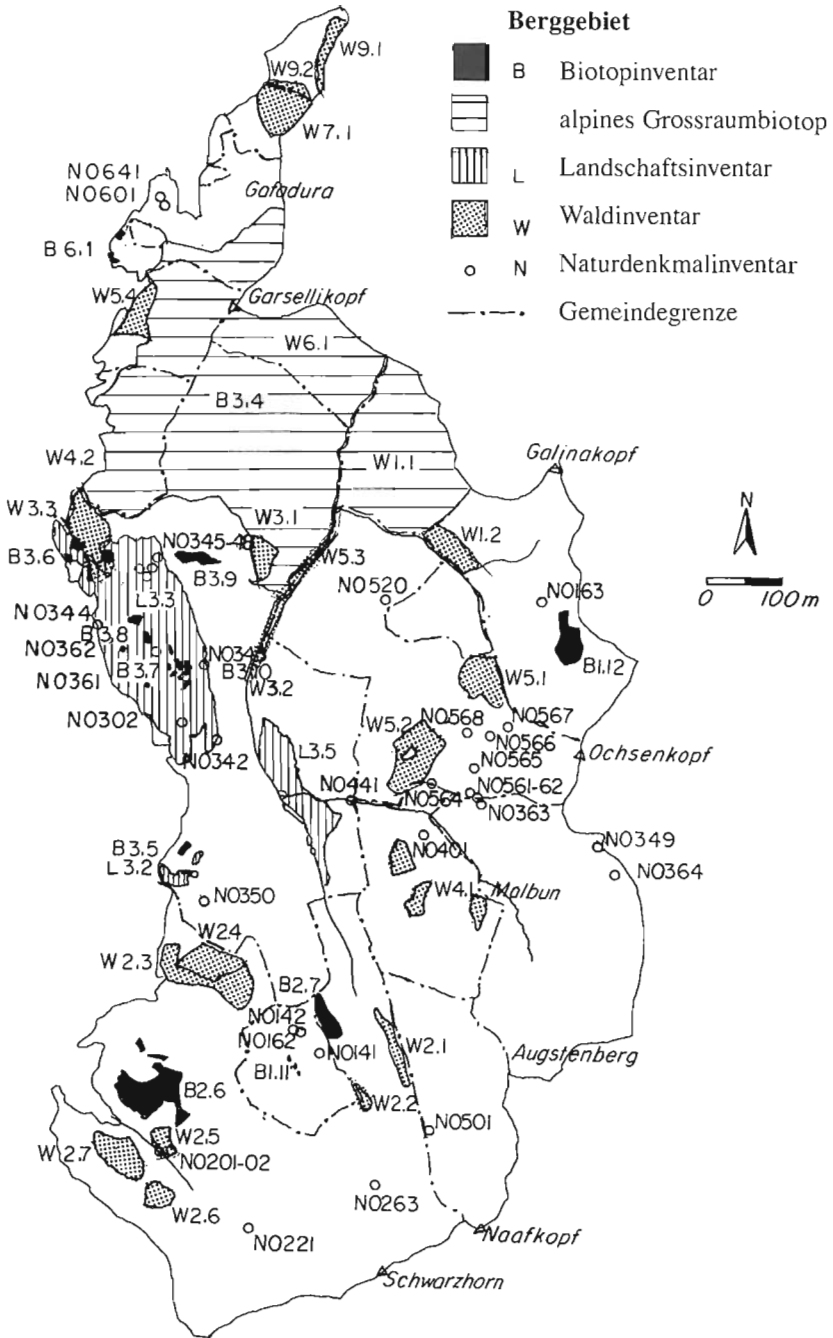 Berggebiet
B Biotopinventar
alpines Grossraumbiotop
L Landschaftsinventar
W Waldinventar
N Naturdenkmalinventar
Gemeindegrenze
W9.1
W9.2
W7.1
N0641
N0601
Gafadura
B6.1
W5.4
Garsellikopf
W6.1
B3.4
W4.2
W1.1
Galinakopf
W3.3
N0345-48
W3.1
W5.3
W1.2
N
B3.6
B3.9
L3.3
N0520
N0163
0 100m
N0344
B3.8
N0362
B3.7
B3.10
W3.2
N0361
W5.1
B1.12
N0302
N0342
L3.5
W5.2
N0568
N0567
N0566
N0565
Ochsenkopf
N0441
N0564
N0561-62
N0363
B3.5
L3.2
N0401
N0349
N0364
N0350
W4.1
Malbun
W2.4
W2.3
B2.7
N0142
N0162
N0141
W2.1
Augstenberg
B1.11
B2.6
W2.2
W2.5
N0501
W2.7
N0201-02
W2.6
N0263
N0221
Naafkopf
Schwarzhorn